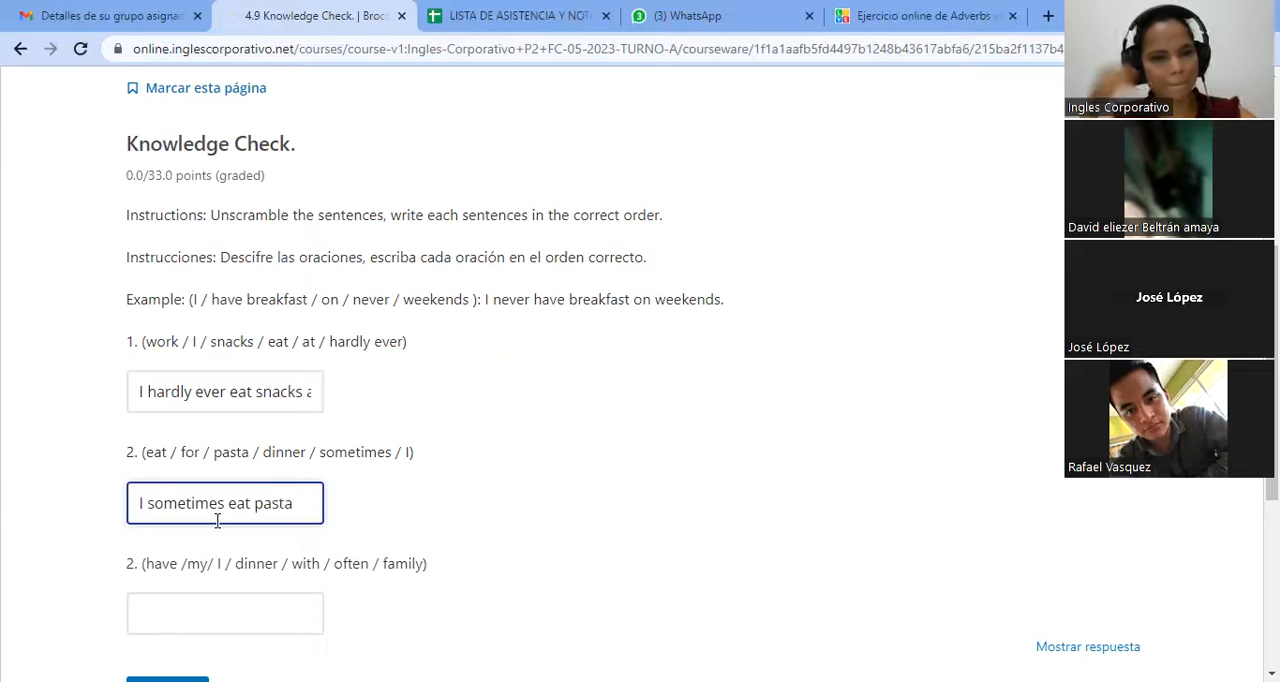 Detalles de su grupo asignad
4.9 Knowledge Check. | Broc
LISTA DE ASISTENCIA Y NOT
(3) WhatsApp
Ejercicio online de Adverbs e
online.inglescorporativo.net/courses/course-v1:Ingles-Corporativo+P2+FC-05-2023-TURNO-A/courseware/1f1a1aafb5fd4497b1248b43617abfa6/215ba2f1137b4
Marcar esta página
Knowledge Check.
0.0/33.0 points (graded)
Instructions: Unscramble the sentences, write each sentences in the correct order.
Instrucciones: Descifre las oraciones, escriba cada oración en el orden correcto.
Example: (I / have breakfast / on / never / weekends ): I never have breakfast on weekends.
1. (work / I / snacks / eat / at / hardly ever)
I hardly ever eat snacks a
2. (eat / for / pasta / dinner / sometimes / I)
I sometimes eat pasta
2. (have /my/ I / dinner / with / often / family)
Mostrar respuesta
Ingles Corporativo
David eliezer Beltrán amaya
José López
José López
Rafael Vasquez